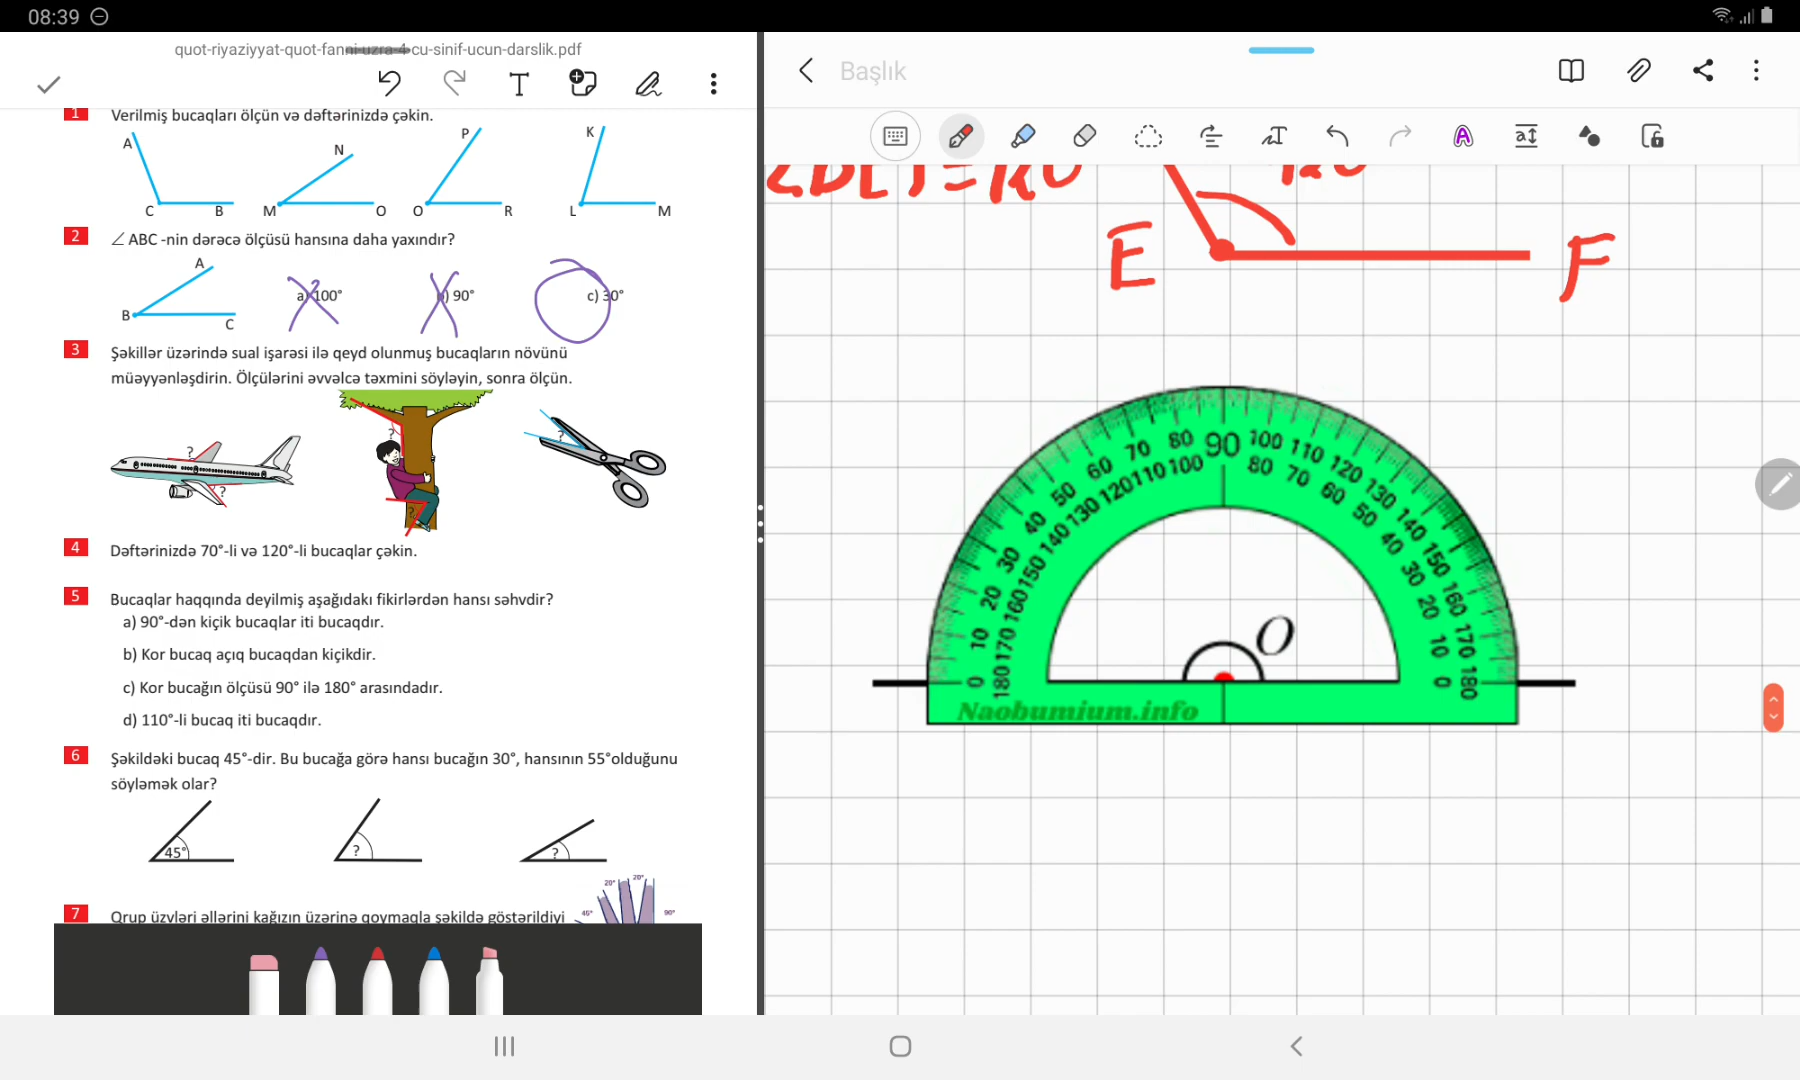 08:39
quot-riyaziyyat-quot-fanni-uzra-4-cu-sinif-ucun-darslik.pdf
1 Verilmiş bucaqları ölçün və dəftərinizdə çəkin.
A C B
N M O
P O R
K L M
2 ∠ ABC -nin dərəcə ölçüsü hansına daha yaxındır?
A B C
a) 100° b) 90° c) 30°
3 Şəkillər üzərində sual işarəsi ilə qeyd olunmuş bucaqların növünü
müəyyənləşdirin. Ölçülərini əvvəlcə təxmini söyləyin, sonra ölçün.
? ? ? ? ?
4 Dəftərinizdə 70°-li və 120°-li bucaqlar çəkin.
5 Bucaqlar haqqında deyilmiş aşağıdakı fikirlərdən hansı səhvdir?
a) 90°-dən kiçik bucaqlar iti bucaqdır.
b) Kor bucaq açıq bucaqdan kiçikdir.
c) Kor bucağın ölçüsü 90° ilə 180° arasındadır.
d) 110°-li bucaq iti bucaqdır.
6 Şəkildəki bucaq 45°-dir. Bu bucağa görə hansı bucağın 30°, hansının 55°olduğunu
söyləmək olar?
45° ? ?
7 Qrup üzvləri əllərini kağızın üzərinə qoymaqla şəkildə göstərildiyi
45° 20° 20° 90°
Başlık
E F
0 10 20 30 40 50 60 70 80 90 100 110 120 130 140 150 160 170 180
180 170 160 150 140 130 120 110 100 80 70 60 50 40 30 20 10 0
O
Naobumium.info